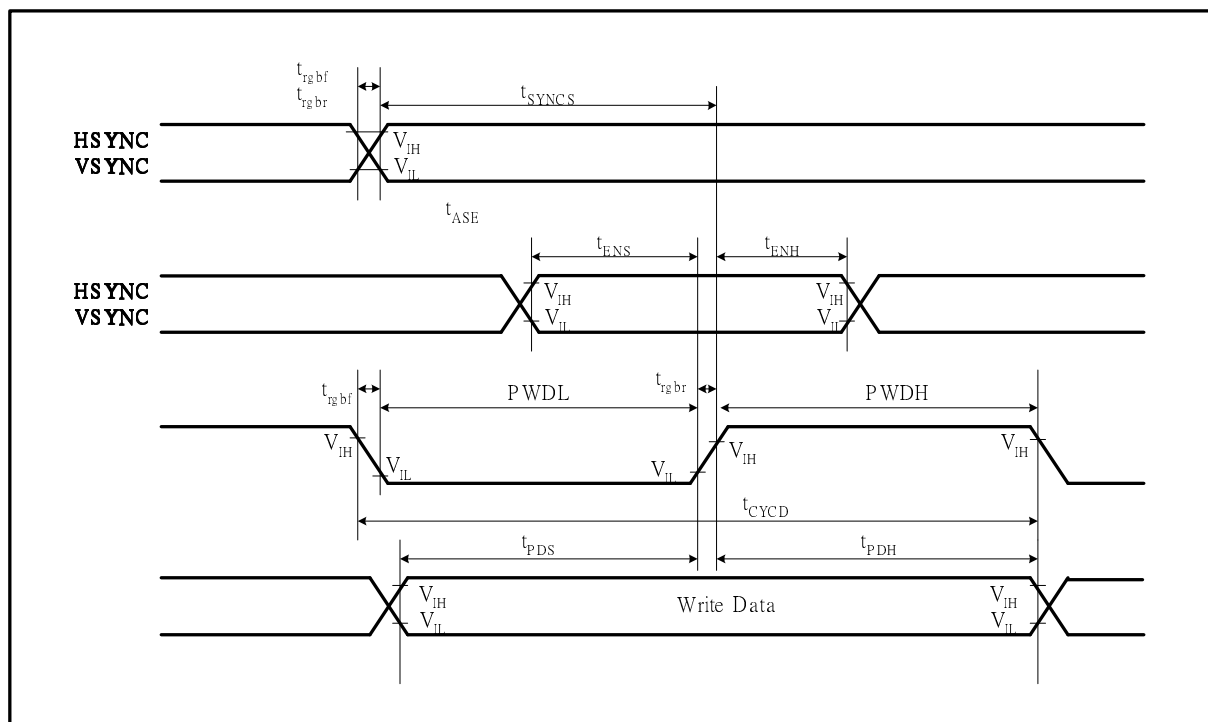 trgbf
trgbr
tSYNCS
HSYNC
VSYNC
VIH
VIL
tASE
tENS
tENH
HSYNC
VSYNC
VIH
VIL
VIH
VIL
trgbf
PWDL
trgbr
PWDH
VIH
VIL
VIL
VIH
VIH
tCYCD
tPDS
tPDH
VIH
VIL
Write Data
VIH
VIL